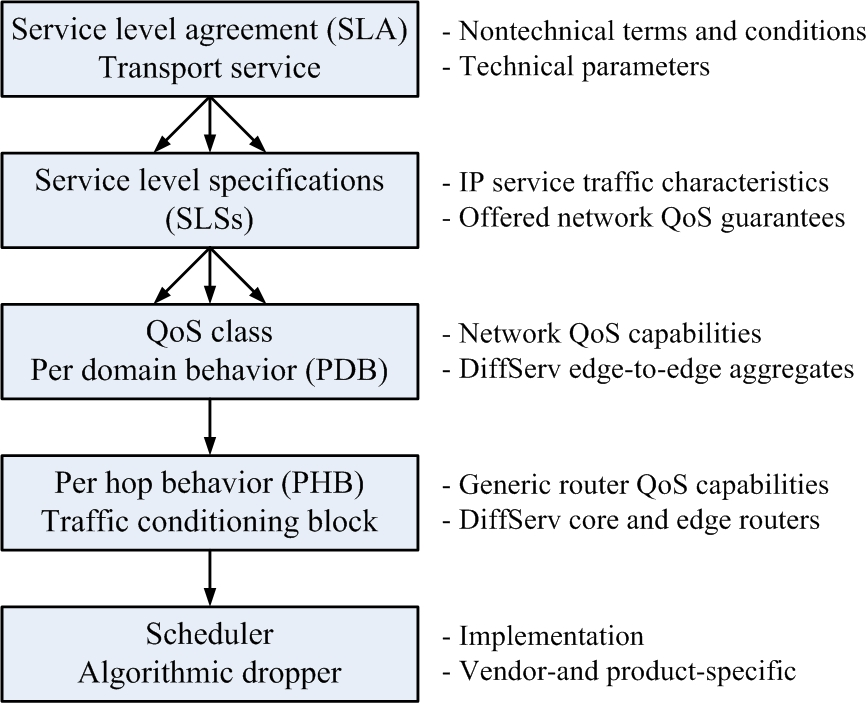 Service level agreement (SLA)
Transport service
- Nontechnical terms and conditions
- Technical parameters
Service level specifications
(SLSs)
- IP service traffic characteristics
- Offered network QoS guarantees
QoS class
Per domain behavior (PDB)
- Network QoS capabilities
- DiffServ edge-to-edge aggregates
Per hop behavior (PHB)
Traffic conditioning block
- Generic router QoS capabilities
- DiffServ core and edge routers
Scheduler
Algorithmic dropper
- Implementation
- Vendor-and product-specific